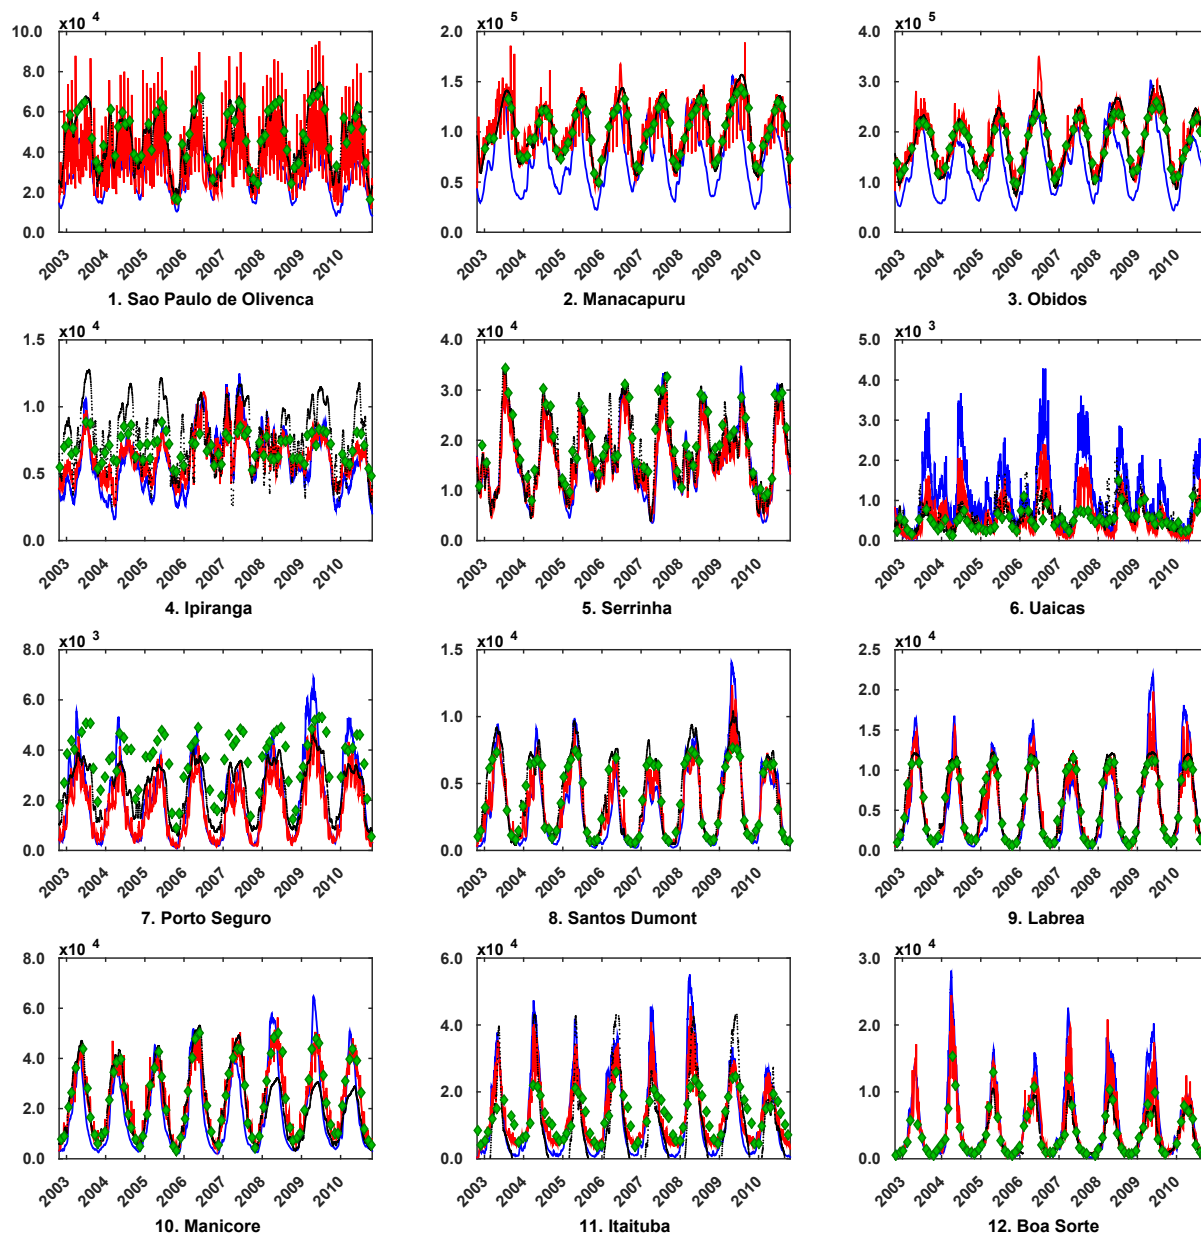 x10 4 x10 5 x10 5
10.0 8.0 6.0 4.0 2.0 0.0
2.0 1.5 1.0 0.5 0.0
4.0 3.0 2.0 1.0 0.0
2003 2004 2005 2006 2007 2008 2009 2010
2003 2004 2005 2006 2007 2008 2009 2010
2003 2004 2005 2006 2007 2008 2009 2010
1. Sao Paulo de Olivenca 2. Manacapuru 3. Obidos
x10 4 x10 4 x10 3
1.5 1.0 0.5 0.0
4.0 3.0 2.0 1.0 0.0
5.0 4.0 3.0 2.0 1.0 0.0
2003 2004 2005 2006 2007 2008 2009 2010
2003 2004 2005 2006 2007 2008 2009 2010
2003 2004 2005 2006 2007 2008 2009 2010
4. Ipiranga 5. Serrinha 6. Uaicas
x10 3 x10 4 x10 4
8.0 6.0 4.0 2.0 0.0
1.5 1.0 0.5 0.0
2.5 2.0 1.5 1.0 0.5 0.0
2003 2004 2005 2006 2007 2008 2009 2010
2003 2004 2005 2006 2007 2008 2009 2010
2003 2004 2005 2006 2007 2008 2009 2010
7. Porto Seguro 8. Santos Dumont 9. Labrea
x10 4 x10 4 x10 4
8.0 6.0 4.0 2.0 0.0
6.0 4.0 2.0 0.0
3.0 2.0 1.0 0.0
2003 2004 2005 2006 2007 2008 2009 2010
2003 2004 2005 2006 2007 2008 2009 2010
2003 2004 2005 2006 2007 2008 2009 2010
10. Manicore 11. Itaituba 12. Boa Sorte